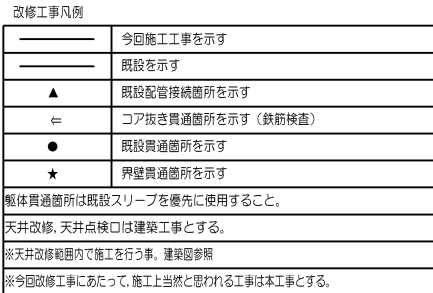 改修工事凡例
今回施工工事を示す
既設を示す
▲ 既設配管接続箇所を示す
⇐ コア抜き貫通箇所を示す（鉄筋検査）
● 既設貫通箇所を示す
★ 界壁貫通箇所を示す
躯体貫通箇所は既設スリーブを優先に使用すること。
天井改修,天井点検口は建築工事とする。
※天井改修範囲内で施工を行う事。建築図参照
※今回改修工事にあたって,施工上当然と思われる工事は本工事とする。